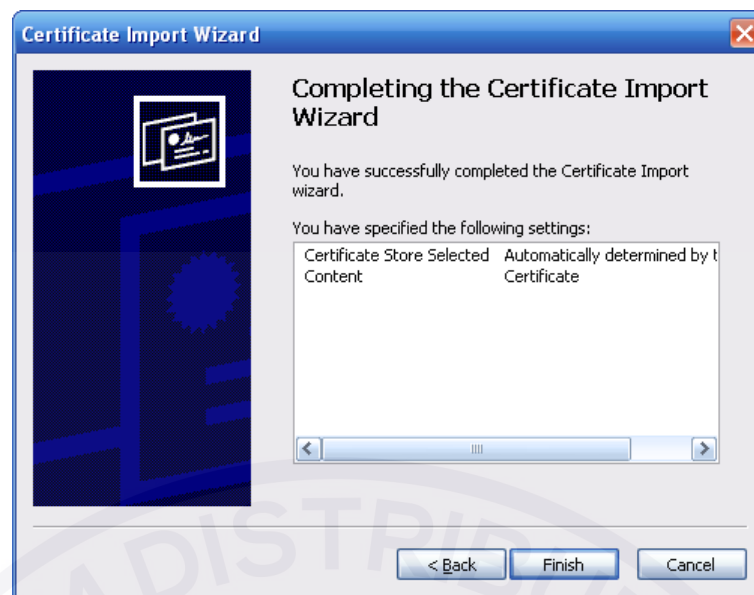 Certificate Import Wizard
Completing the Certificate Import
Wizard
You have successfully completed the Certificate Import
wizard.
You have specified the following settings:
Certificate Store Selected Automatically determined by t
Content Certificate
< Back Finish Cancel
ADISTRIBU